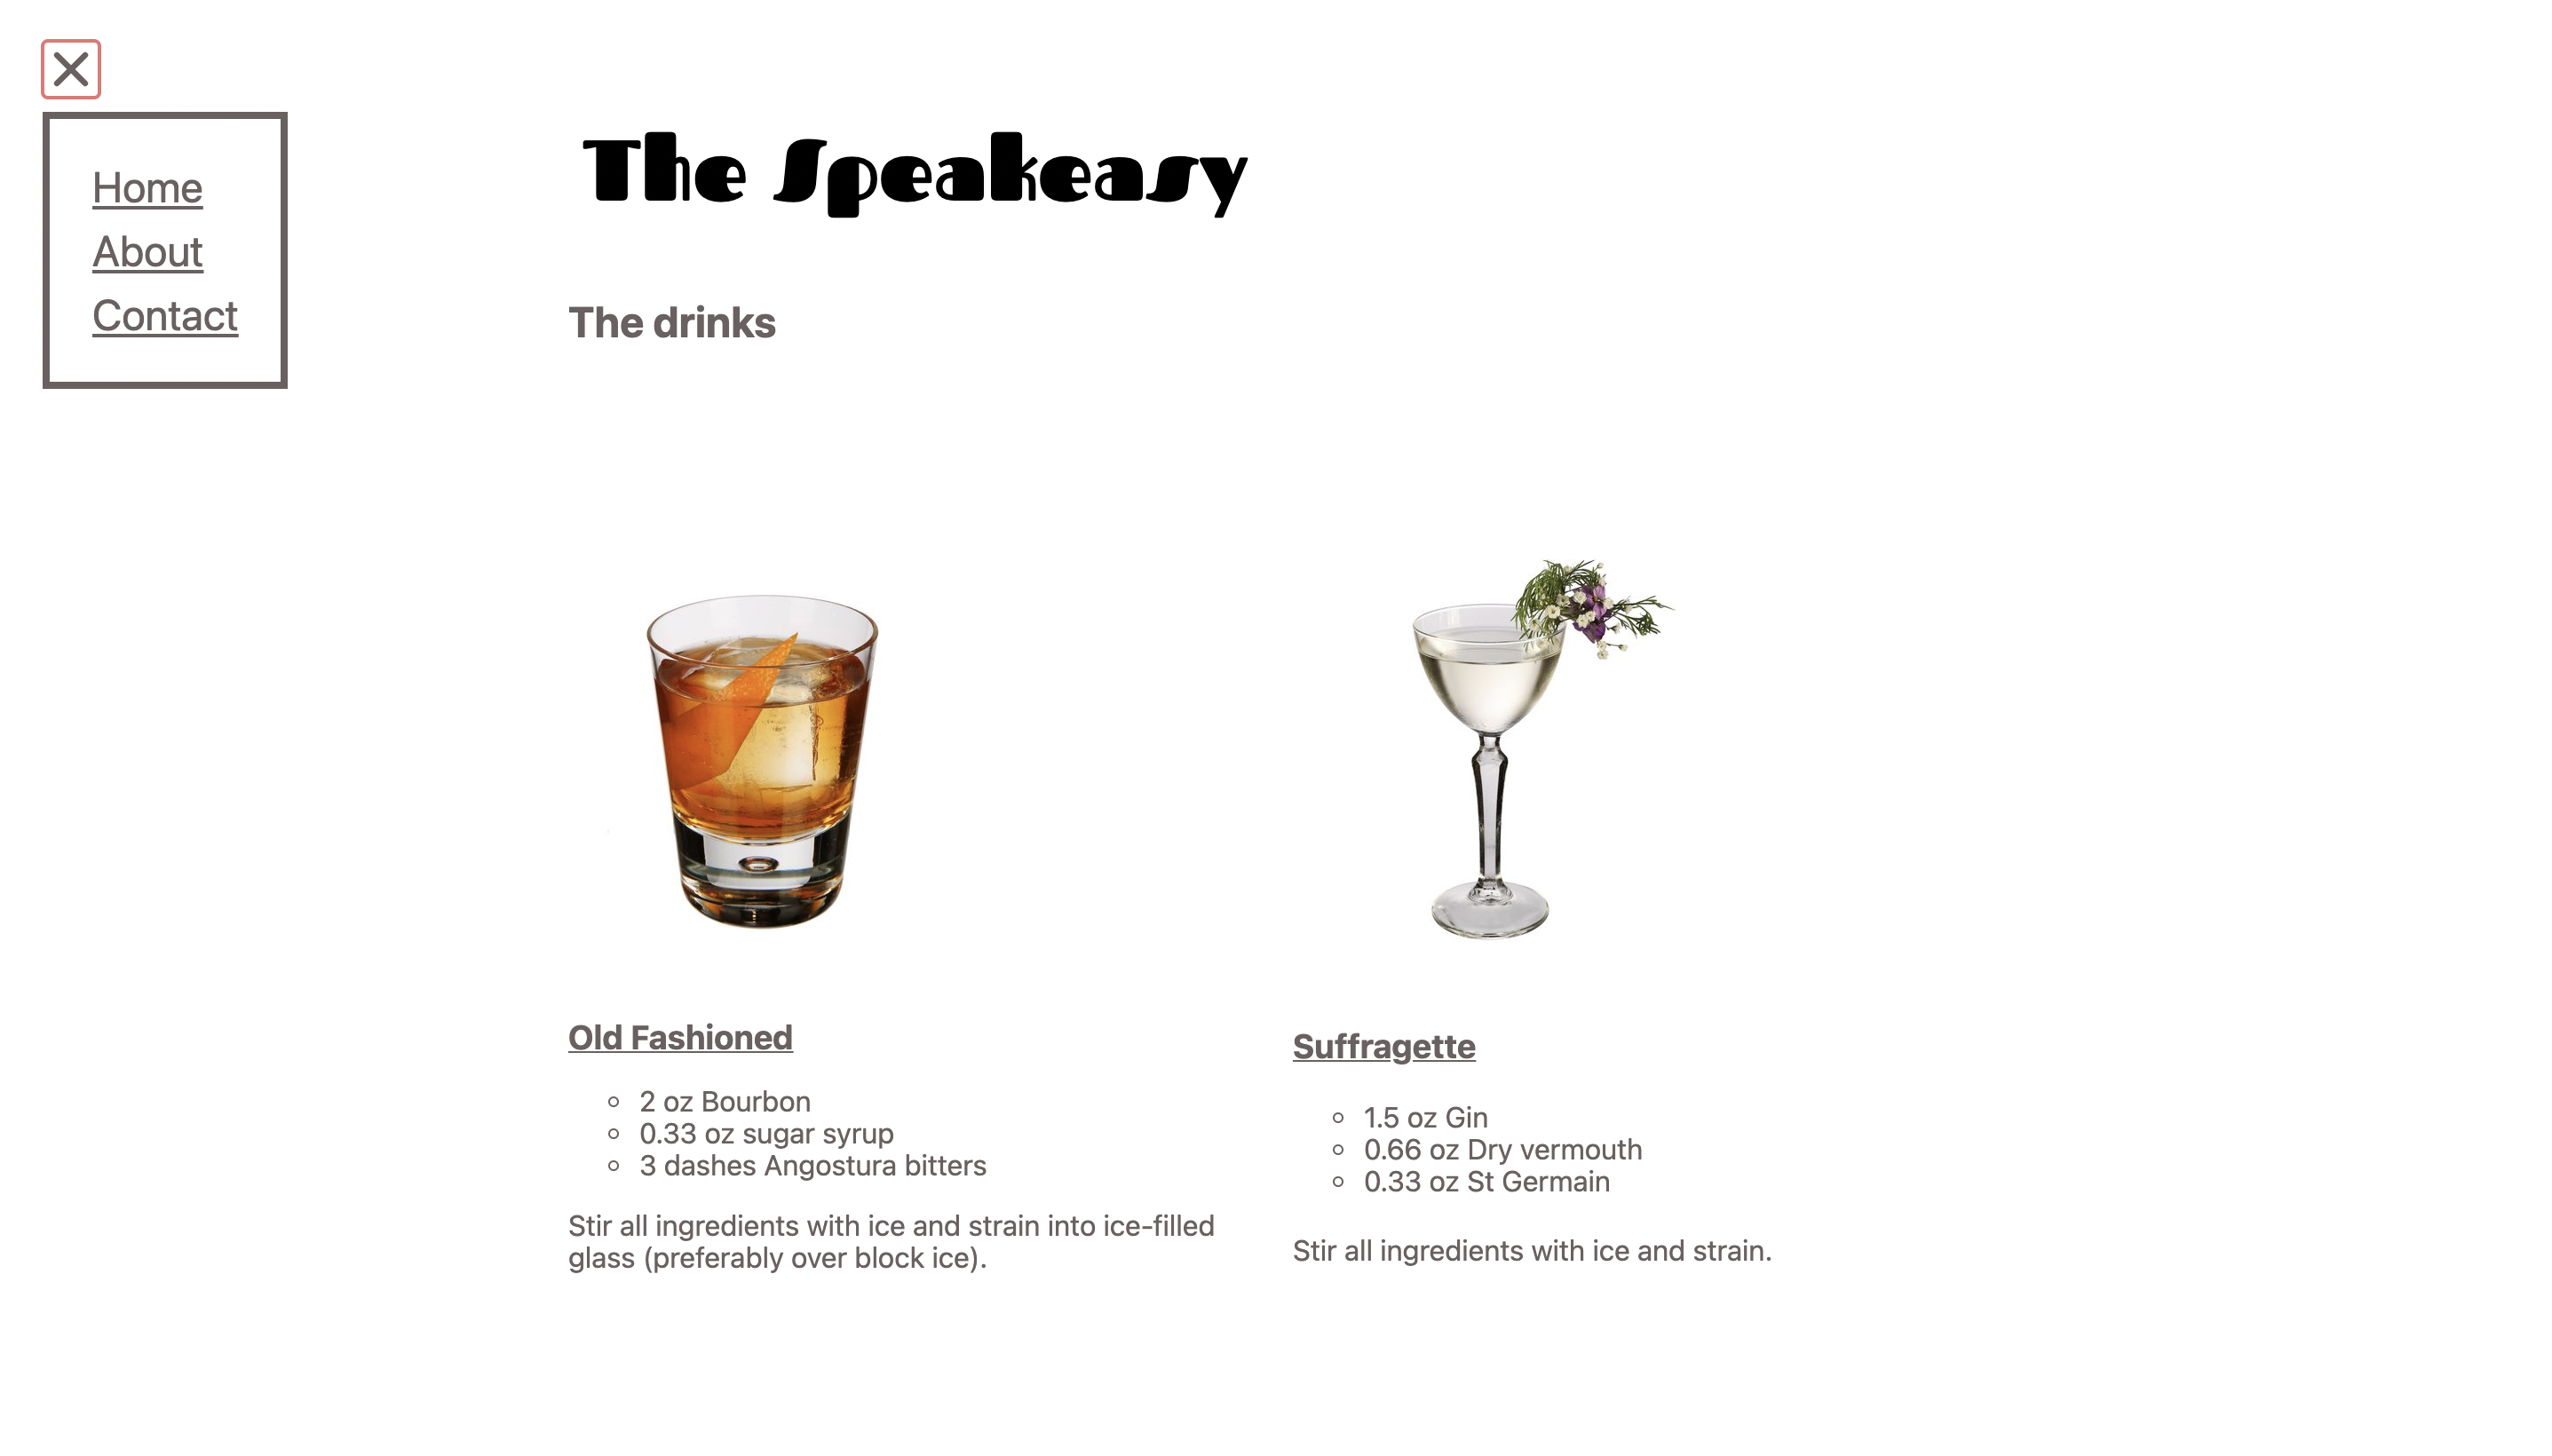 Home
About
Contact
The Speakeasy
The drinks
Old Fashioned
2 oz Bourbon
0.33 oz sugar syrup
3 dashes Angostura bitters
Stir all ingredients with ice and strain into ice-filled
glass (preferably over block ice).
Suffragette
1.5 oz Gin
0.66 oz Dry vermouth
0.33 oz St Germain
Stir all ingredients with ice and strain.